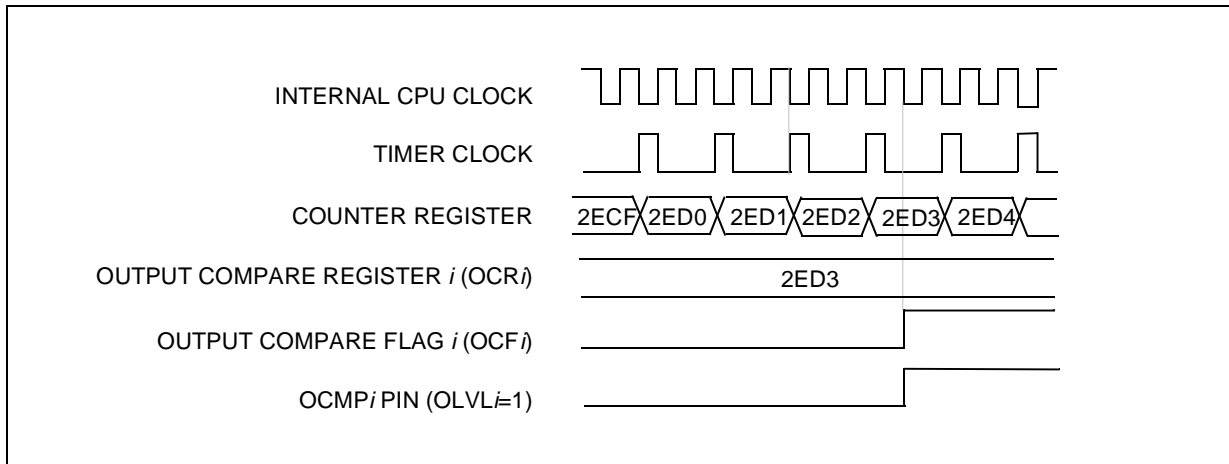 INTERNAL CPU CLOCK
TIMER CLOCK
COUNTER REGISTER
2ECF 2ED0 2ED1 2ED2 2ED3 2ED4
OUTPUT COMPARE REGISTER i (OCRi)
2ED3
OUTPUT COMPARE FLAG i (OCFi)
OCMPi PIN (OLVLi=1)